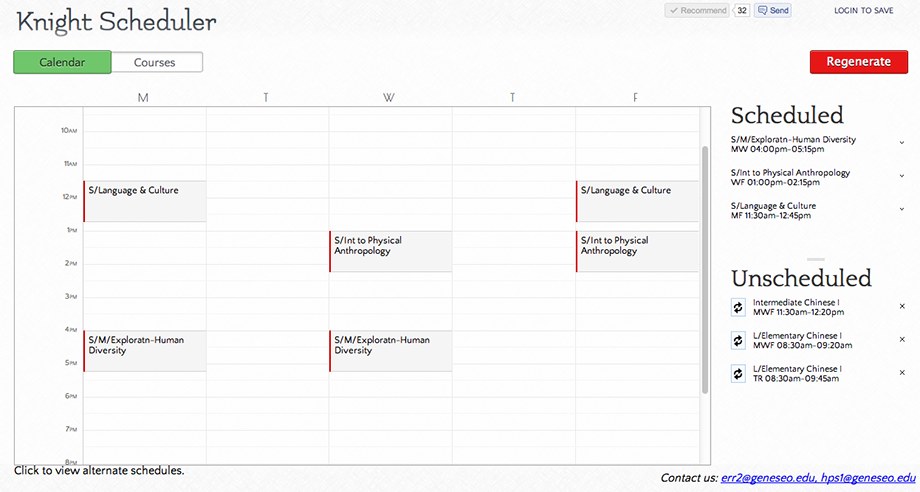 Knight Scheduler
Recommend 32 Send LOGIN TO SAVE
Calendar Courses Regenerate
M T W T F
10AM
11AM
12PM
1PM
2PM
3PM
4PM
5PM
6PM
7PM
8PM
S/Language & Culture
S/M/Exploratn-Human
Diversity
S/Int to Physical
Anthropology
S/M/Exploratn-Human
Diversity
S/Language & Culture
S/Int to Physical
Anthropology
Scheduled
S/M/Exploratn-Human Diversity
MW 04:00pm-05:15pm
S/Int to Physical Anthropology
WF 01:00pm-02:15pm
S/Language & Culture
MF 11:30am-12:45pm
Unscheduled
Intermediate Chinese I
MWF 11:30am-12:20pm
L/Elementary Chinese I
MWF 08:30am-09:20am
L/Elementary Chinese I
TR 08:30am-09:45am
Click to view alternate schedules.
Contact us: err2@geneseo.edu, hps1@geneseo.edu